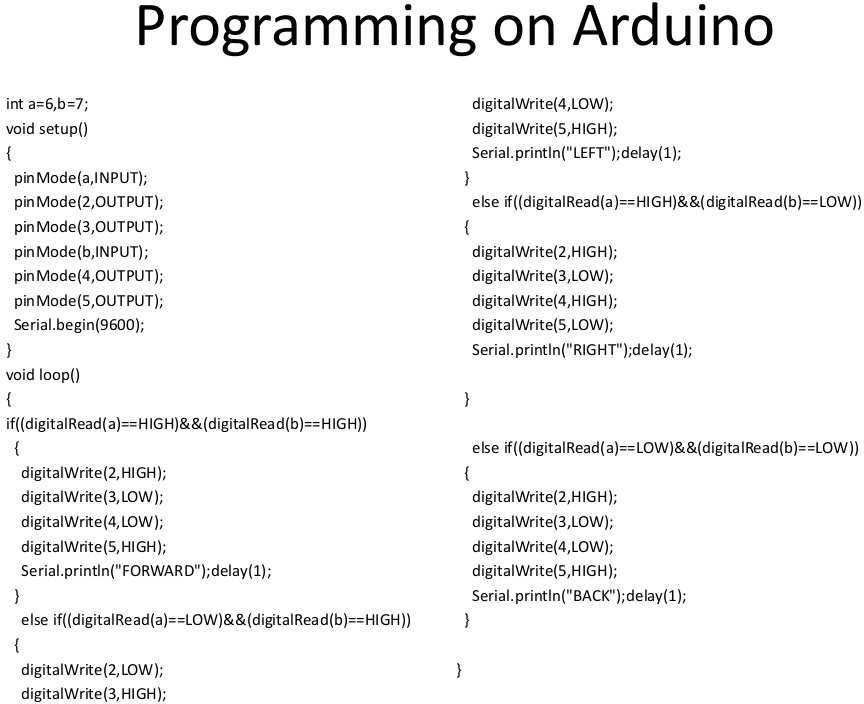 Programming on Arduino
int a=6,b=7;
void setup()
{
pinMode(a,INPUT);
pinMode(2,OUTPUT);
pinMode(3,OUTPUT);
pinMode(b,INPUT);
pinMode(4,OUTPUT);
pinMode(5,OUTPUT);
Serial.begin(9600);
}
void loop()
{
if((digitalRead(a)==HIGH)&&(digitalRead(b)==HIGH))
{
digitalWrite(2,HIGH);
digitalWrite(3,LOW);
digitalWrite(4,LOW);
digitalWrite(5,HIGH);
Serial.println("FORWARD");delay(1);
}
else if((digitalRead(a)==LOW)&&(digitalRead(b)==HIGH))
{
digitalWrite(2,LOW);
digitalWrite(3,HIGH);
digitalWrite(4,LOW);
digitalWrite(5,HIGH);
Serial.println("LEFT");delay(1);
}
else if((digitalRead(a)==HIGH)&&(digitalRead(b)==LOW))
{
digitalWrite(2,HIGH);
digitalWrite(3,LOW);
digitalWrite(4,HIGH);
digitalWrite(5,LOW);
Serial.println("RIGHT");delay(1);
}
else if((digitalRead(a)==LOW)&&(digitalRead(b)==LOW))
{
digitalWrite(2,HIGH);
digitalWrite(3,LOW);
digitalWrite(4,LOW);
digitalWrite(5,HIGH);
Serial.println("BACK");delay(1);
}
}